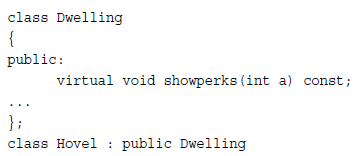 class Dwelling
{
public:
      virtual void showperks(int a) const;
...
};
class Hovel : public Dwelling